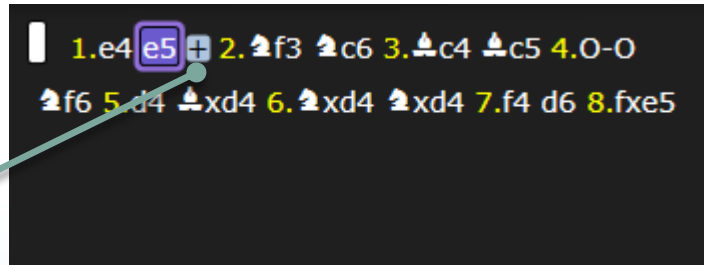 1.e4 e5 + 2.♞f3 ♞c6 3.♝c4 ♝c5 4.O-O
♞f6 5.d4 ♝xd4 6.♞xd4 ♞xd4 7.f4 d6 8.fxe5